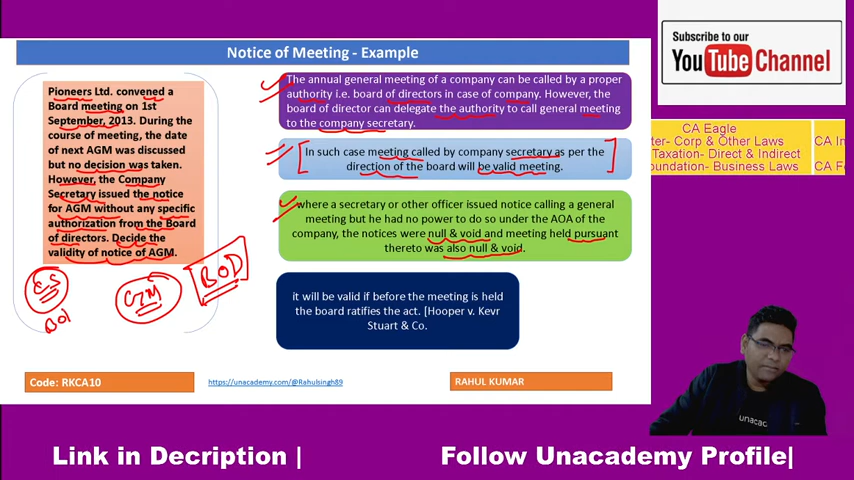 Notice of Meeting - Example
Pioneers Ltd. convened a
Board meeting on 1st
September, 2013. During the
course of meeting, the date
of next AGM was discussed
but no decision was taken.
However, the Company
Secretary issued the notice
for AGM without any specific
authorization from the Board
of directors. Decide the
validity of notice of AGM.
The annual general meeting of a company can be called by a proper
authority i.e. board of directors in case of company. However, the
board of director can delegate the authority to call general meeting
to the company secretary.
In such case meeting called by company secretary as per the
direction of the board will be valid meeting.
where a secretary or other officer issued notice calling a general
meeting but he had no power to do so under the AOA of the
company, the notices were null & void and meeting held pursuant
thereto was also null & void.
it will be valid if before the meeting is held
the board ratifies the act. [Hooper v. Kevr
Stuart & Co.
CS
GM
BOD
Code: RKCA10
https://unacademy.com/@Rahulsingh89
RAHUL KUMAR
Subscribe to our
YouTube Channel
CA Eagle
ter- Corp & Other Laws
Taxation- Direct & Indirect
oundation- Business Laws
CA In
CA F
unacad
Link in Decription |
Follow Unacademy Profile|